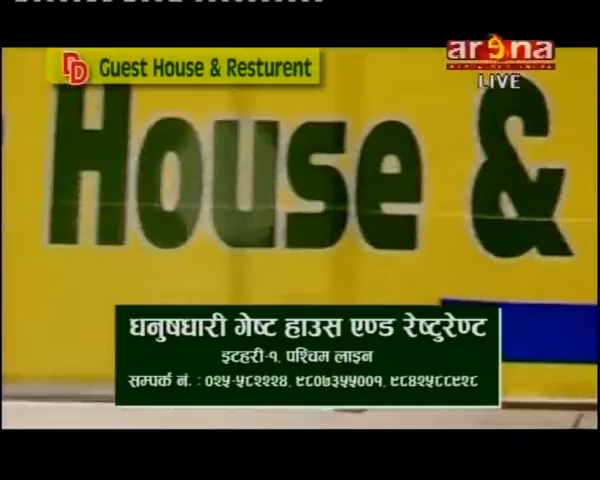 DD Guest House & Resturent
arena
LIVE
House &
धनुषधारी गेष्ट हाउस एण्ड रेष्टुरेण्ट
इटहरी-१, पश्चिम लाइन
सम्पर्क नं. : ०२५-५८२२२४, ९८०७३५५००१, ९८४२५८८९२८